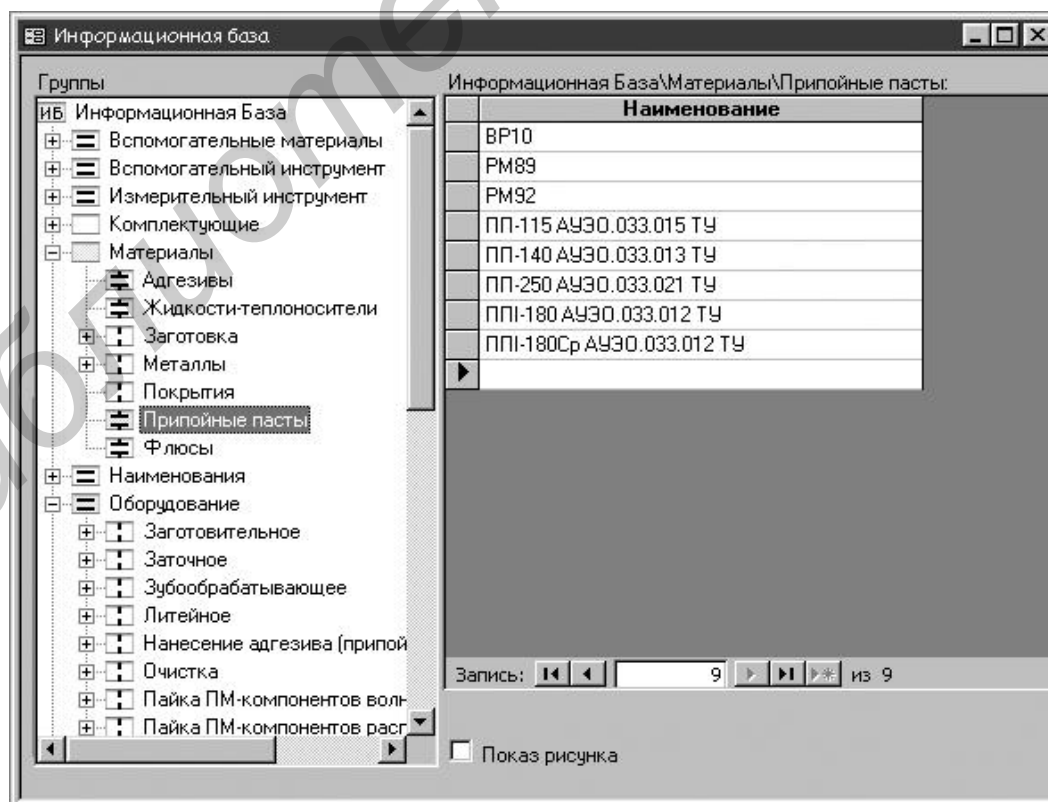 Информационная база
Группы
ИБ Информационная База
Вспомогательные материалы
Вспомогательный инструмент
Измерительный инструмент
Комплектующие
Материалы
Адгезивы
Жидкости-теплоносители
Заготовка
Металлы
Покрытия
Припойные пасты
Флюсы
Наименования
Оборудование
Заготовительное
Заточное
Зубообрабатывающее
Литейное
Нанесение адгезива (припой
Очистка
Пайка ПМ-компонентов волн
Пайка ПМ-компонентов расп
Информационная База\Материалы\Припойные пасты:
Наименование
ВР10
РМ89
РМ92
ПП-115 АУЭО.033.015 ТУ
ПП-140 АУЭО.033.013 ТУ
ПП-250 АУЭО.033.021 ТУ
ППI-180 АУЭО.033.012 ТУ
ППI-180Ср АУЭО.033.012 ТУ
Запись: 9 из 9
Показ рисунка